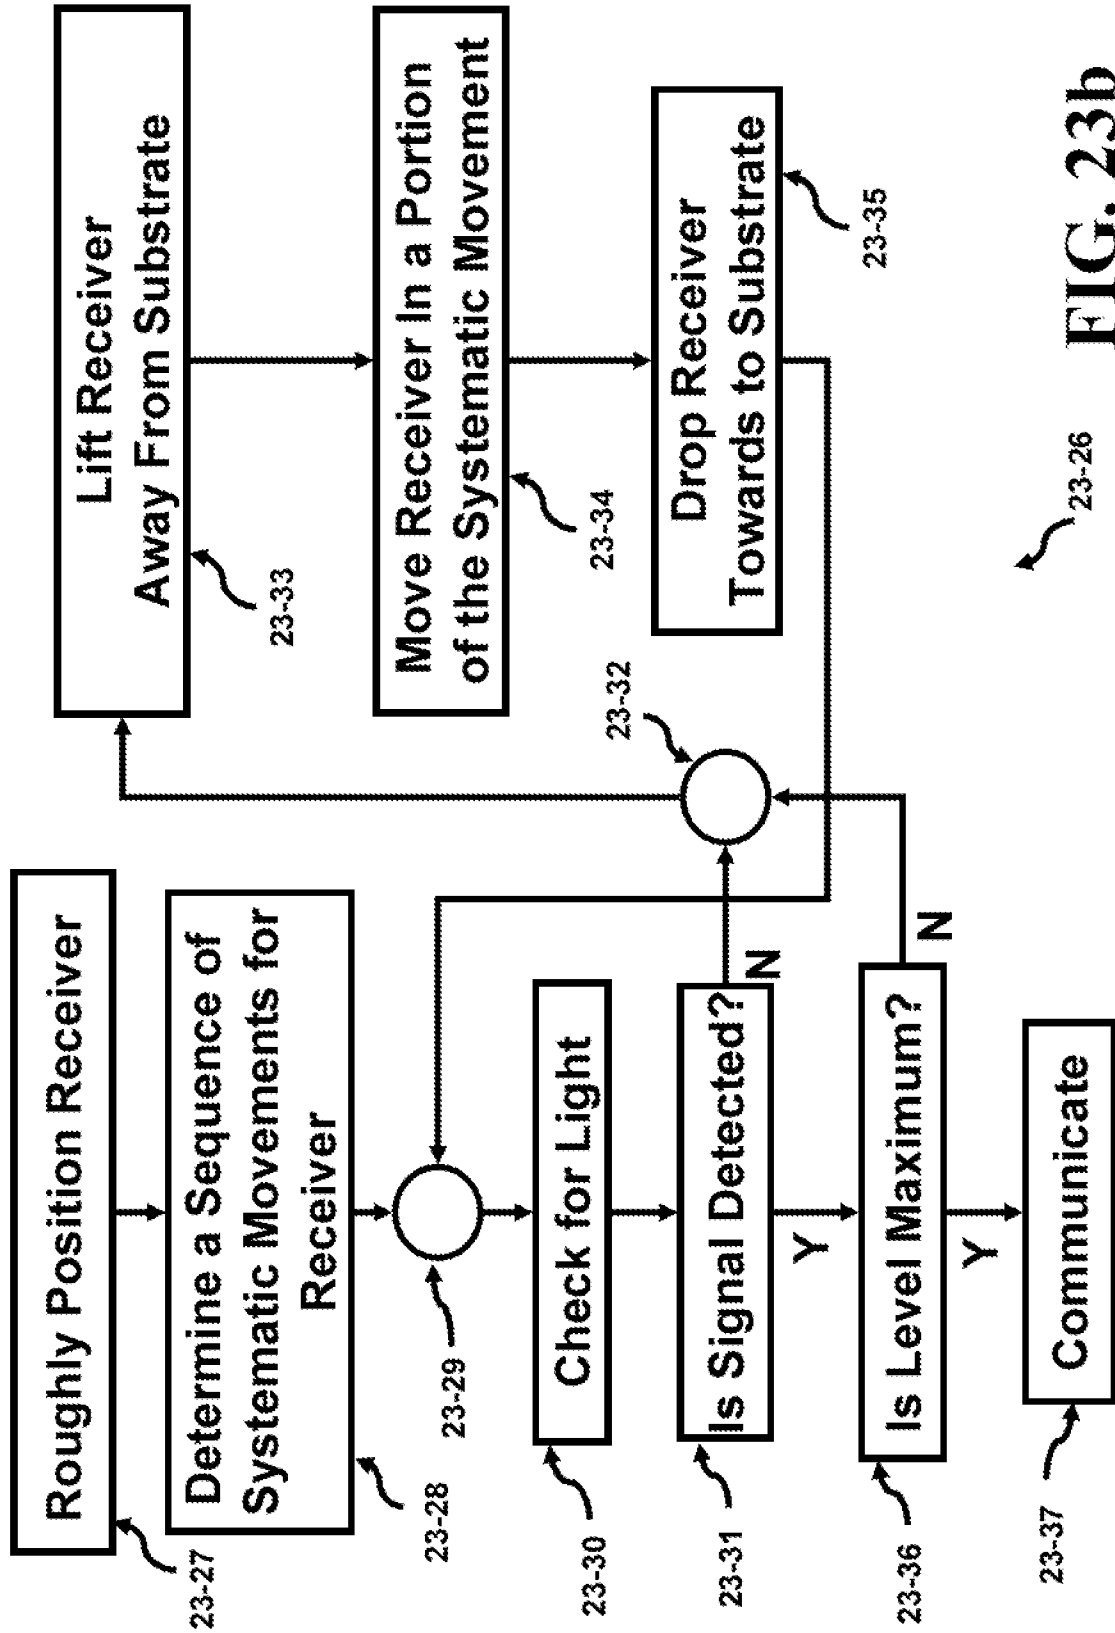 Roughly Position Receiver
23-27
Determine a Sequence of
Systematic Movements for
Receiver
23-28
23-29
Check for Light
23-30
Is Signal Detected?
23-31
N
Y
Is Level Maximum?
23-36
N
Y
Communicate
23-37
23-32
Lift Receiver
Away From Substrate
23-33
Move Receiver In a Portion
of the Systematic Movement
23-34
Drop Receiver
Towards to Substrate
23-35
23-26
FIG. 23b